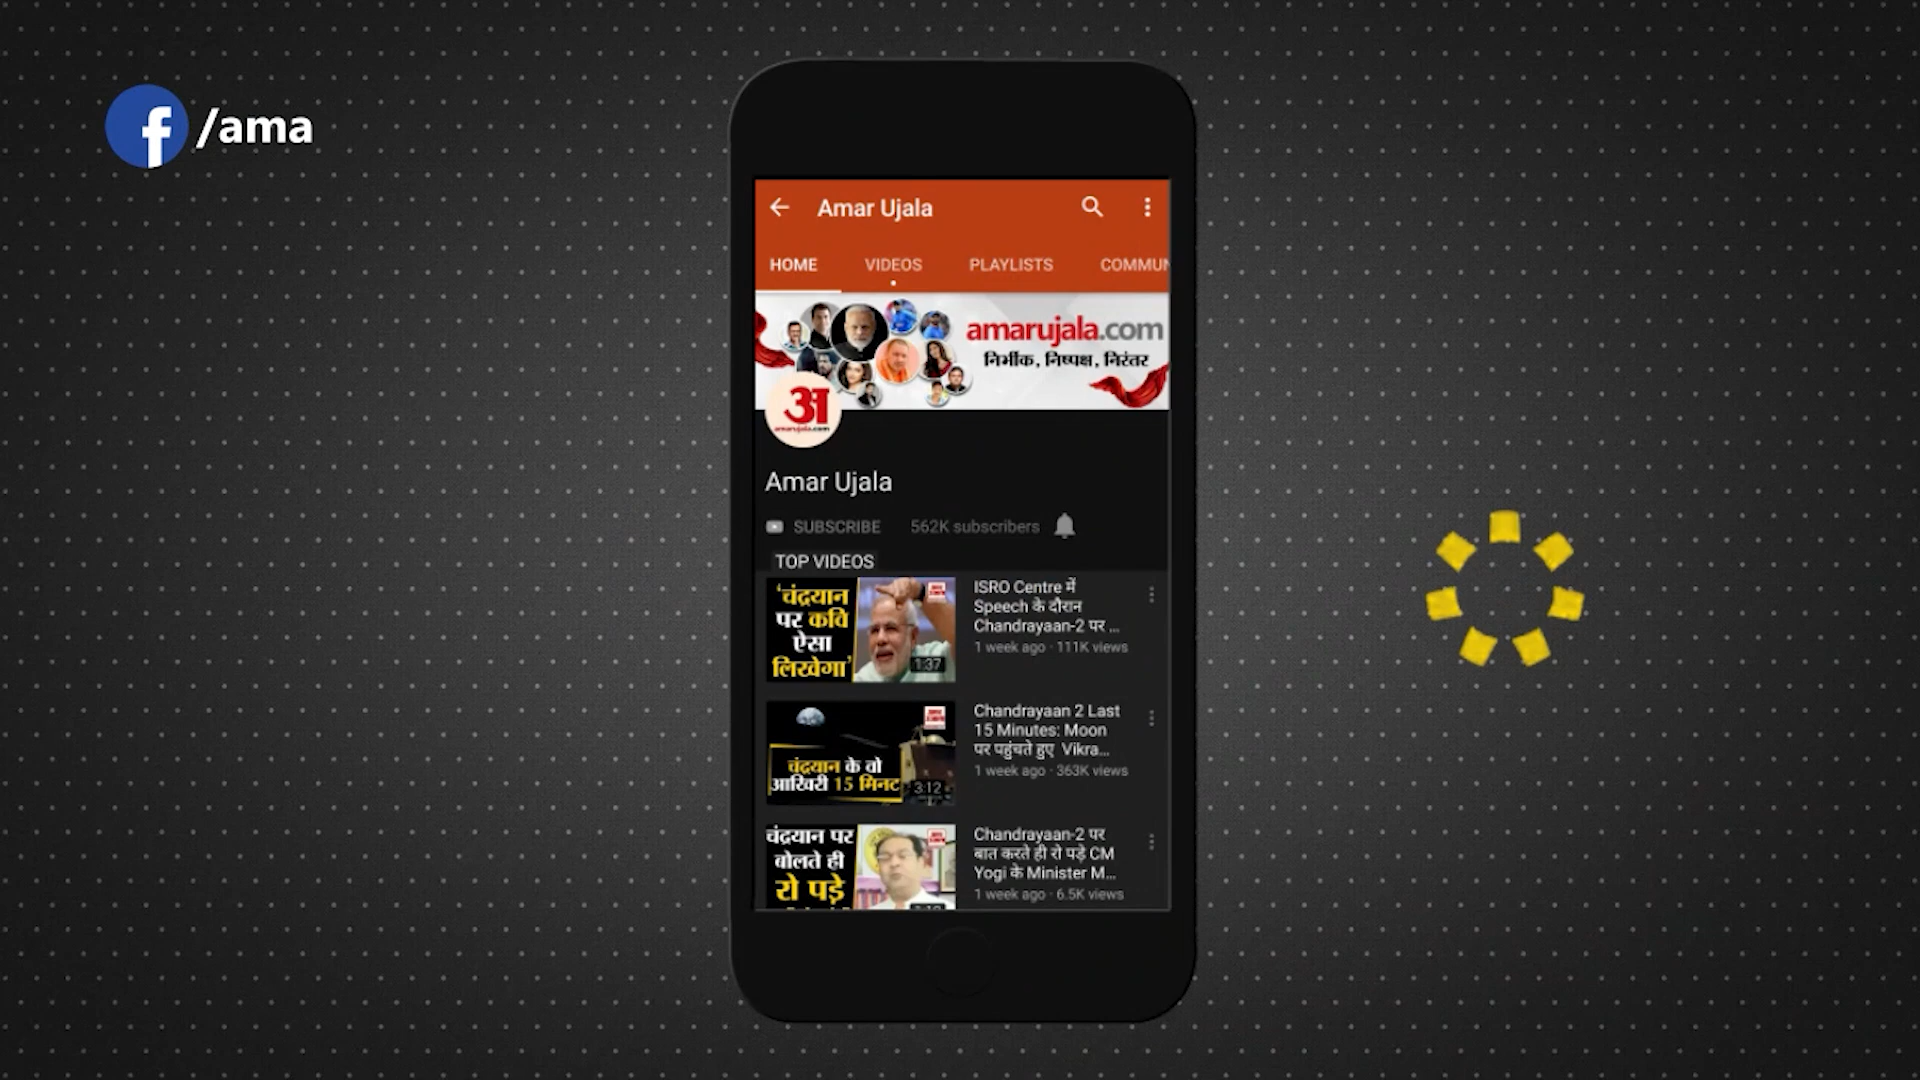 /ama
Amar Ujala
HOME VIDEOS PLAYLISTS COMMUN
amarujala.com
निर्भीक, निष्पक्ष, निरंतर
अ
amarujala.com
Amar Ujala
SUBSCRIBE 562K subscribers
TOP VIDEOS
'चंद्रयान
पर कवि
ऐसा
लिखेगा'
1:37
ISRO Centre में
Speech के दौरान
Chandrayaan-2 पर ...
1 week ago · 111K views
चंद्रयान के वो
आखिरी 15 मिनट
3:12
Chandrayaan 2 Last
15 Minutes: Moon
पर पहुंचते हुए Vikra...
1 week ago · 363K views
चंद्रयान पर
बोलते ही
रो पड़े
Chandrayaan-2 पर
बात करते ही रो पड़े CM
Yogi के Minister M...
1 week ago · 6.5K views